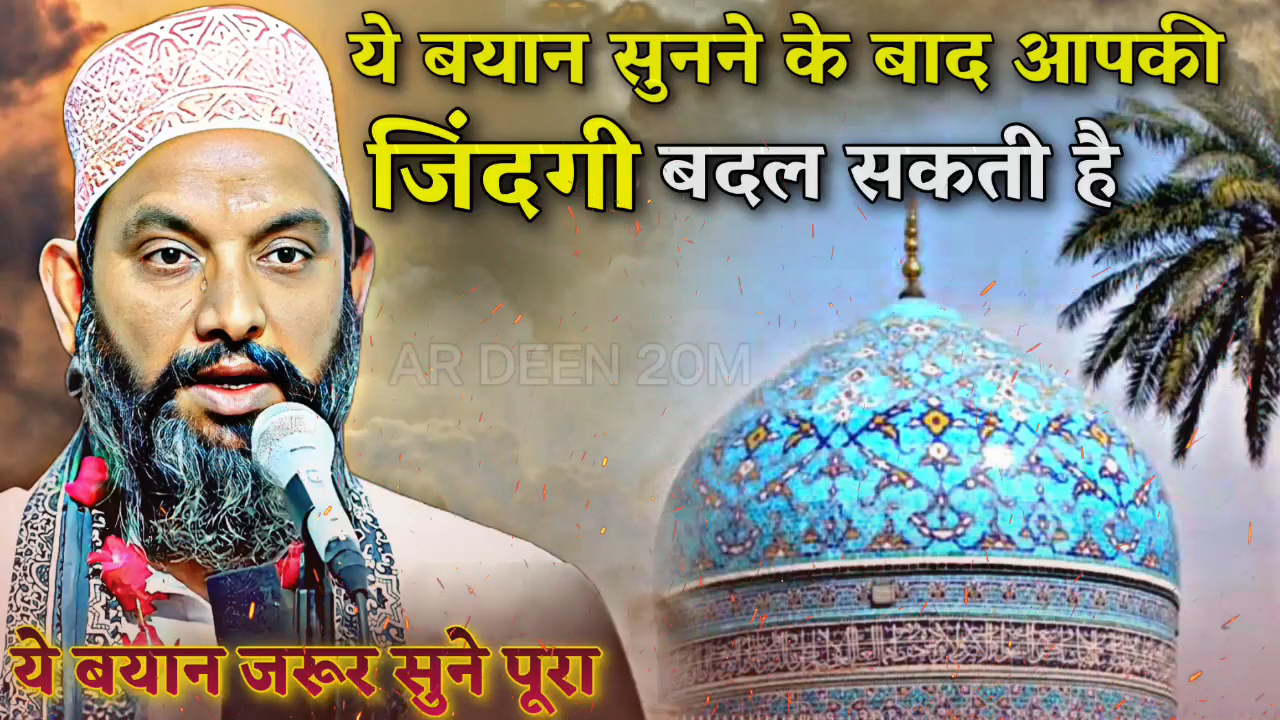 ये बयान सुनने के बाद आपकी
जिंदगी बदल सकती है
AR DEEN 20M
ये बयान जरूर सुने पूरा